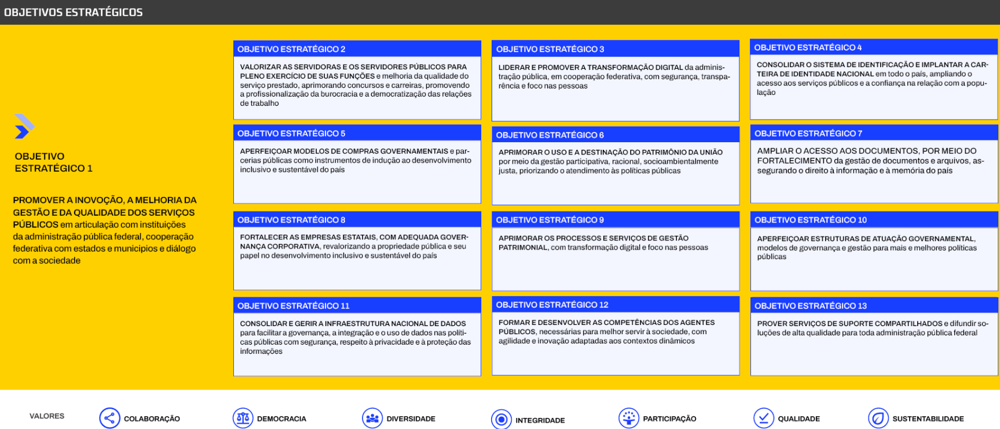 OBJETIVOS ESTRATÉGICOS
OBJETIVO
ESTRATÉGICO 1
PROMOVER A INOVOÇÃO, A MELHORIA DA
GESTÃO E DA QUALIDADE DOS SERVIÇOS
PÚBLICOS em articulação com instituições
da administração pública federal, cooperação
federativa com estados e municipios e diálogo
com a sociedade
OBJETIVO ESTRATÉGICO 2
VALORIZAR AS SERVIDORAS E OS SERVIDORES PÚBLICOS PARA
PLENO EXERCÍCIO DE SUAS FUNÇÕES e melhoria da qualidade do
serviço prestado, aprimorando concursos e carreiras, promovendo
a profissionalização da burocracia e a democratização das relações
de trabalho
OBJETIVO ESTRATÉGICO 3
LIDERAR E PROMOVER A TRANSFORMAÇÃO DIGITAL da adminis-
tração pública, em cooperação federativa, com segurança, transpa-
rência e foco nas pessoas
OBJETIVO ESTRATÉGICO 4
CONSOLIDAR O SISTEMA DE IDENTIFICAÇÃO E IMPLANTAR A CAR-
TEIRA DE IDENTIDADE NACIONAL em todo o país, ampliando o
acesso aos serviços públicos e a confiança na relação com a popu-
lação
OBJETIVO ESTRATÉGICO 5
APERFEIÇOAR MODELOS DE COMPRAS GOVERNAMENTAIS e par-
cerias públicas como instrumentos de indução ao desenvolvimento
inclusivo e sustentável do país
OBJETIVO ESTRATÉGICO 6
APRIMORAR O USO E A DESTINAÇÃO DO PATRIMÔNIO DA UNIÃO
por meio da gestão participativa, racional, socioambientalmente
justa, priorizando o atendimento às políticas públicas
OBJETIVO ESTRATÉGICO 7
AMPLIAR O ACESSO AOS DOCUMENTOS, POR MEIO DO
FORTALECIMENTO da gestão de documentos e arquivos, as-
segurando o direito à informação e à memória do país
OBJETIVO ESTRATÉGICO 8
FORTALECER AS EMPRESAS ESTATAIS, COM ADEQUADA GOVER-
NANÇA CORPORATIVA, revalorizando a propriedade pública e seu
papel no desenvolvimento inclusivo e sustentável do país
OBJETIVO ESTRATÉGICO 9
APRIMORAR OS PROCESSOS E SERVIÇOS DE GESTÃO
PATRIMONIAL, com transformação digital e foco nas pessoas
OBJETIVO ESTRATÉGICO 10
APERFEIÇOAR ESTRUTURAS DE ATUAÇÃO GOVERNAMENTAL,
modelos de governança e gestão para mais e melhores políticas
públicas
OBJETIVO ESTRATÉGICO 11
CONSOLIDAR E GERIR A INFRAESTRUTURA NACIONAL DE DADOS
para facilitar a governança, a integração e o uso de dados nas políti-
cas públicas com segurança, respeito à privacidade e à proteção das
informações
OBJETIVO ESTRATÉGICO 12
FORMAR E DESENVOLVER AS COMPETÊNCIAS DOS AGENTES
PÚBLICOS, necessárias para melhor servir à sociedade, com
agilidade e inovação adaptadas aos contextos dinâmicos
OBJETIVO ESTRATÉGICO 13
PROVER SERVIÇOS DE SUPORTE COMPARTILHADOS e difundir so-
luções de alta qualidade para toda administração pública federal
VALORES
COLABORAÇÃO
DEMOCRACIA
DIVERSIDADE
INTEGRIDADE
PARTICIPAÇÃO
QUALIDADE
SUSTENTABILIDADE